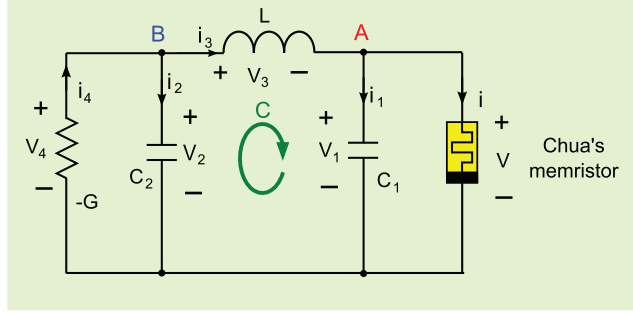 L
B
i3
A
+ V3 −
i4
i2
i1
i
+
V4
−
-G
C2
+
V2
−
C
+
V1
−
C1
+
V
−
Chua's
memristor